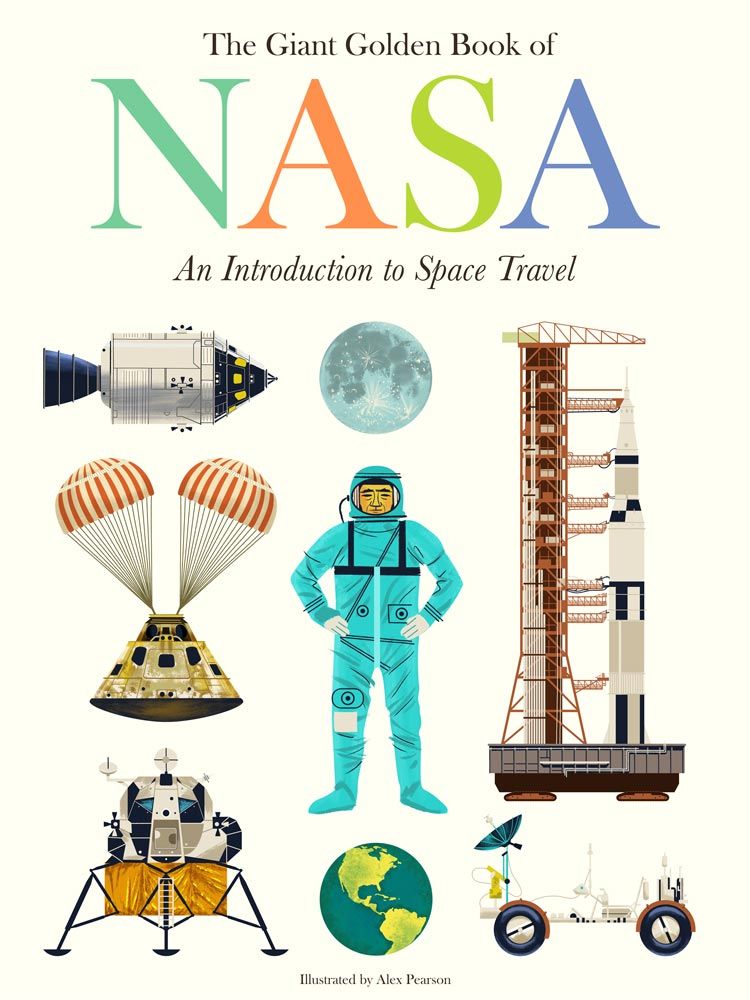 The Giant Golden Book of
NASA
An Introduction to Space Travel
Illustrated by Alex Pearson